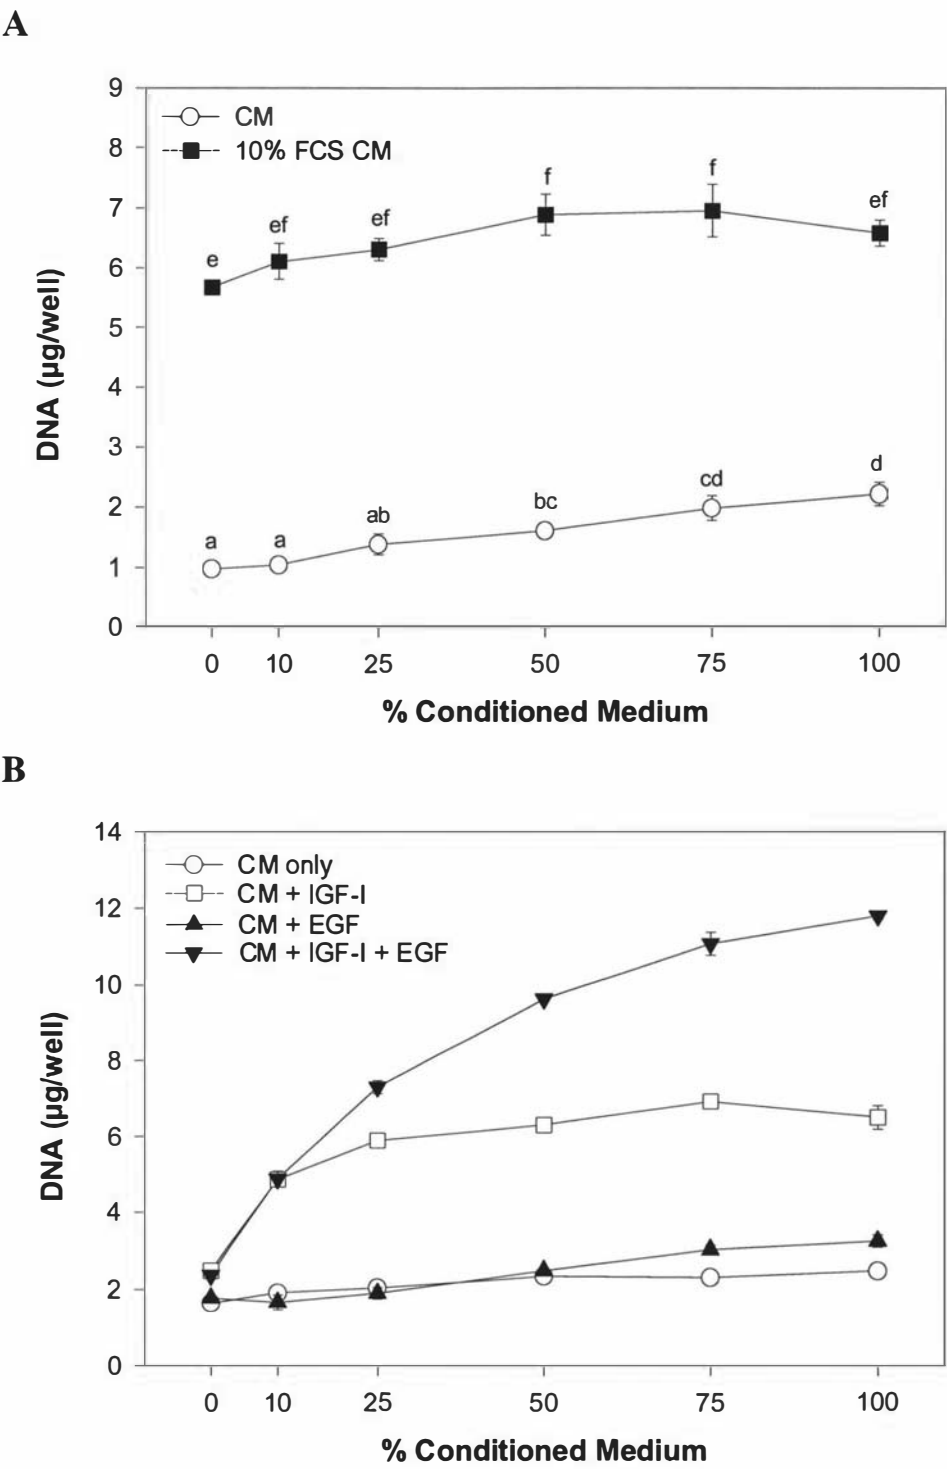 A
9
CM
8
10% FCS CM
f
f
7
ef
ef
ef
e
6
5
4
3
d
cd
2
bc
ab
a
a
1
0
DNA (µg/well)
0 10 25 50 75 100
% Conditioned Medium
B
14
CM only
CM + IGF-I
12
CM + EGF
CM + IGF-I + EGF
10
8
6
4
2
0
DNA (µg/well)
0 10 25 50 75 100
% Conditioned Medium